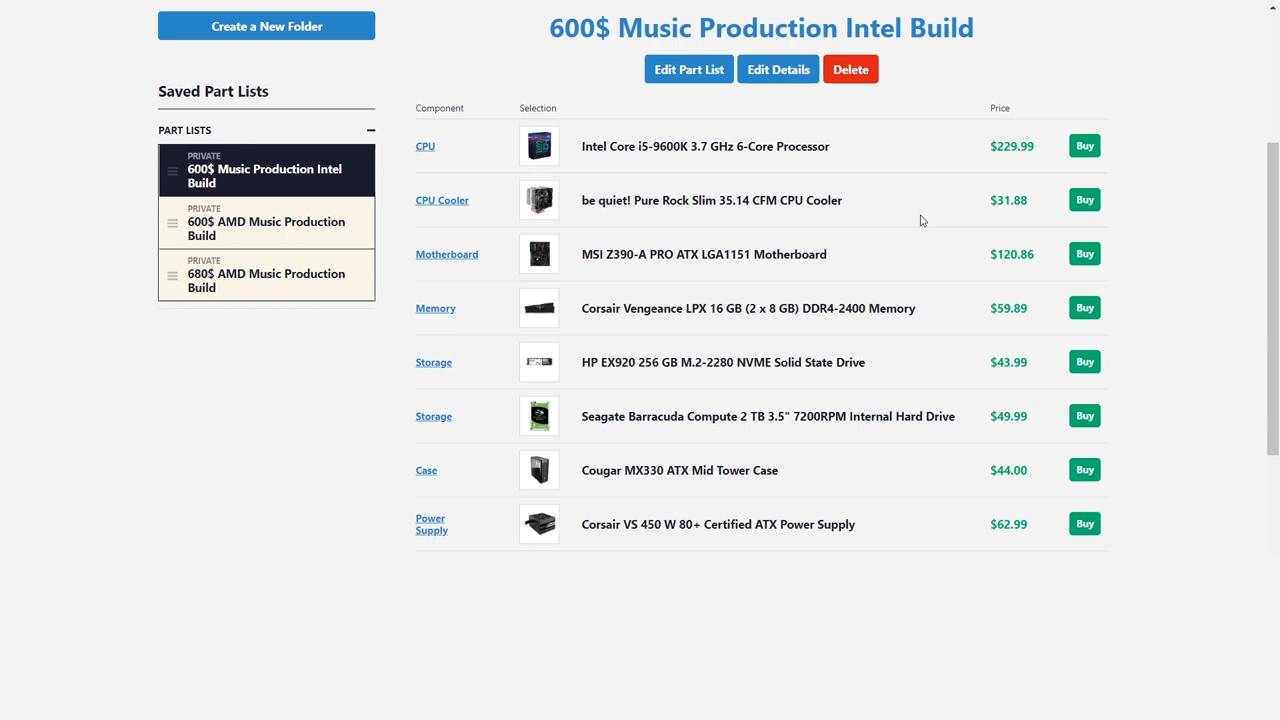 Create a New Folder
600$ Music Production Intel Build
Edit Part List Edit Details Delete
Saved Part Lists
PART LISTS
PRIVATE
600$ Music Production Intel
Build
PRIVATE
600$ AMD Music Production
Build
PRIVATE
680$ AMD Music Production
Build
Component Selection Price
CPU Intel Core i5-9600K 3.7 GHz 6-Core Processor $229.99 Buy
CPU Cooler be quiet! Pure Rock Slim 35.14 CFM CPU Cooler $31.88 Buy
Motherboard MSI Z390-A PRO ATX LGA1151 Motherboard $120.86 Buy
Memory Corsair Vengeance LPX 16 GB (2 x 8 GB) DDR4-2400 Memory $59.89 Buy
Storage HP EX920 256 GB M.2-2280 NVME Solid State Drive $43.99 Buy
Storage Seagate Barracuda Compute 2 TB 3.5" 7200RPM Internal Hard Drive $49.99 Buy
Case Cougar MX330 ATX Mid Tower Case $44.00 Buy
Power
Supply Corsair VS 450 W 80+ Certified ATX Power Supply $62.99 Buy